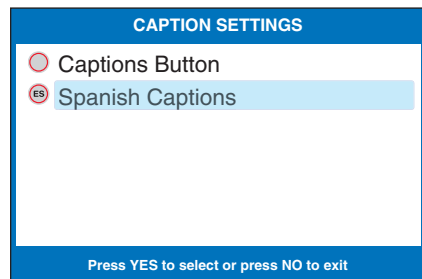 CAPTION SETTINGS
Captions Button
ES Spanish Captions
Press YES to select or press NO to exit